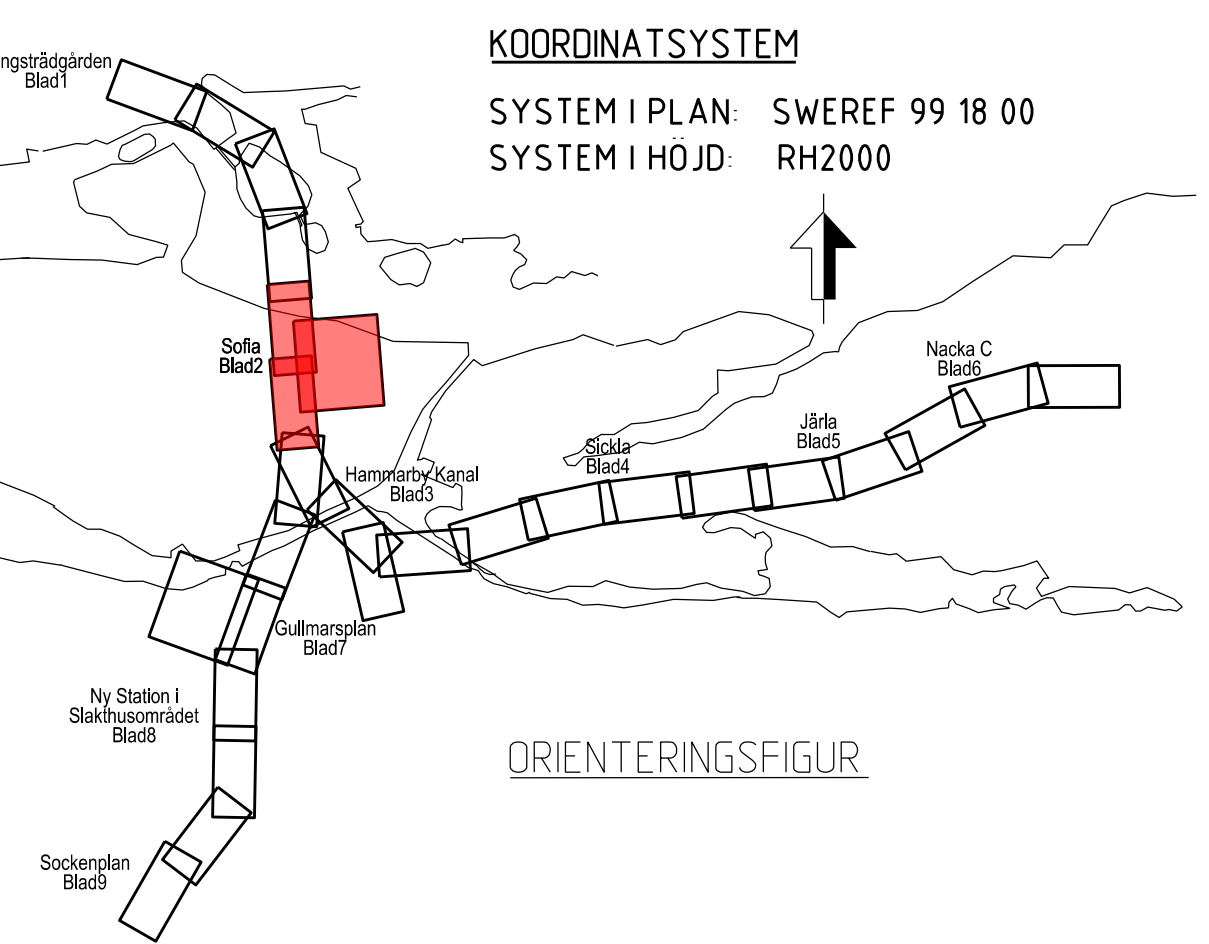 KOORDINATSYSTEM
ngsträdgården
Blad1
SYSTEM I PLAN: SWEREF 99 18 00
SYSTEM I HÖJD: RH2000
Sofia
Blad2
Nacka C
Blad6
Järla
Blad5
Sickla
Blad4
Hammarby Kanal
Blad3
Gullmarsplan
Blad7
Ny Station i
Slakthusområdet
Blad8
ORIENTERINGSFIGUR
Sockenplan
Blad9